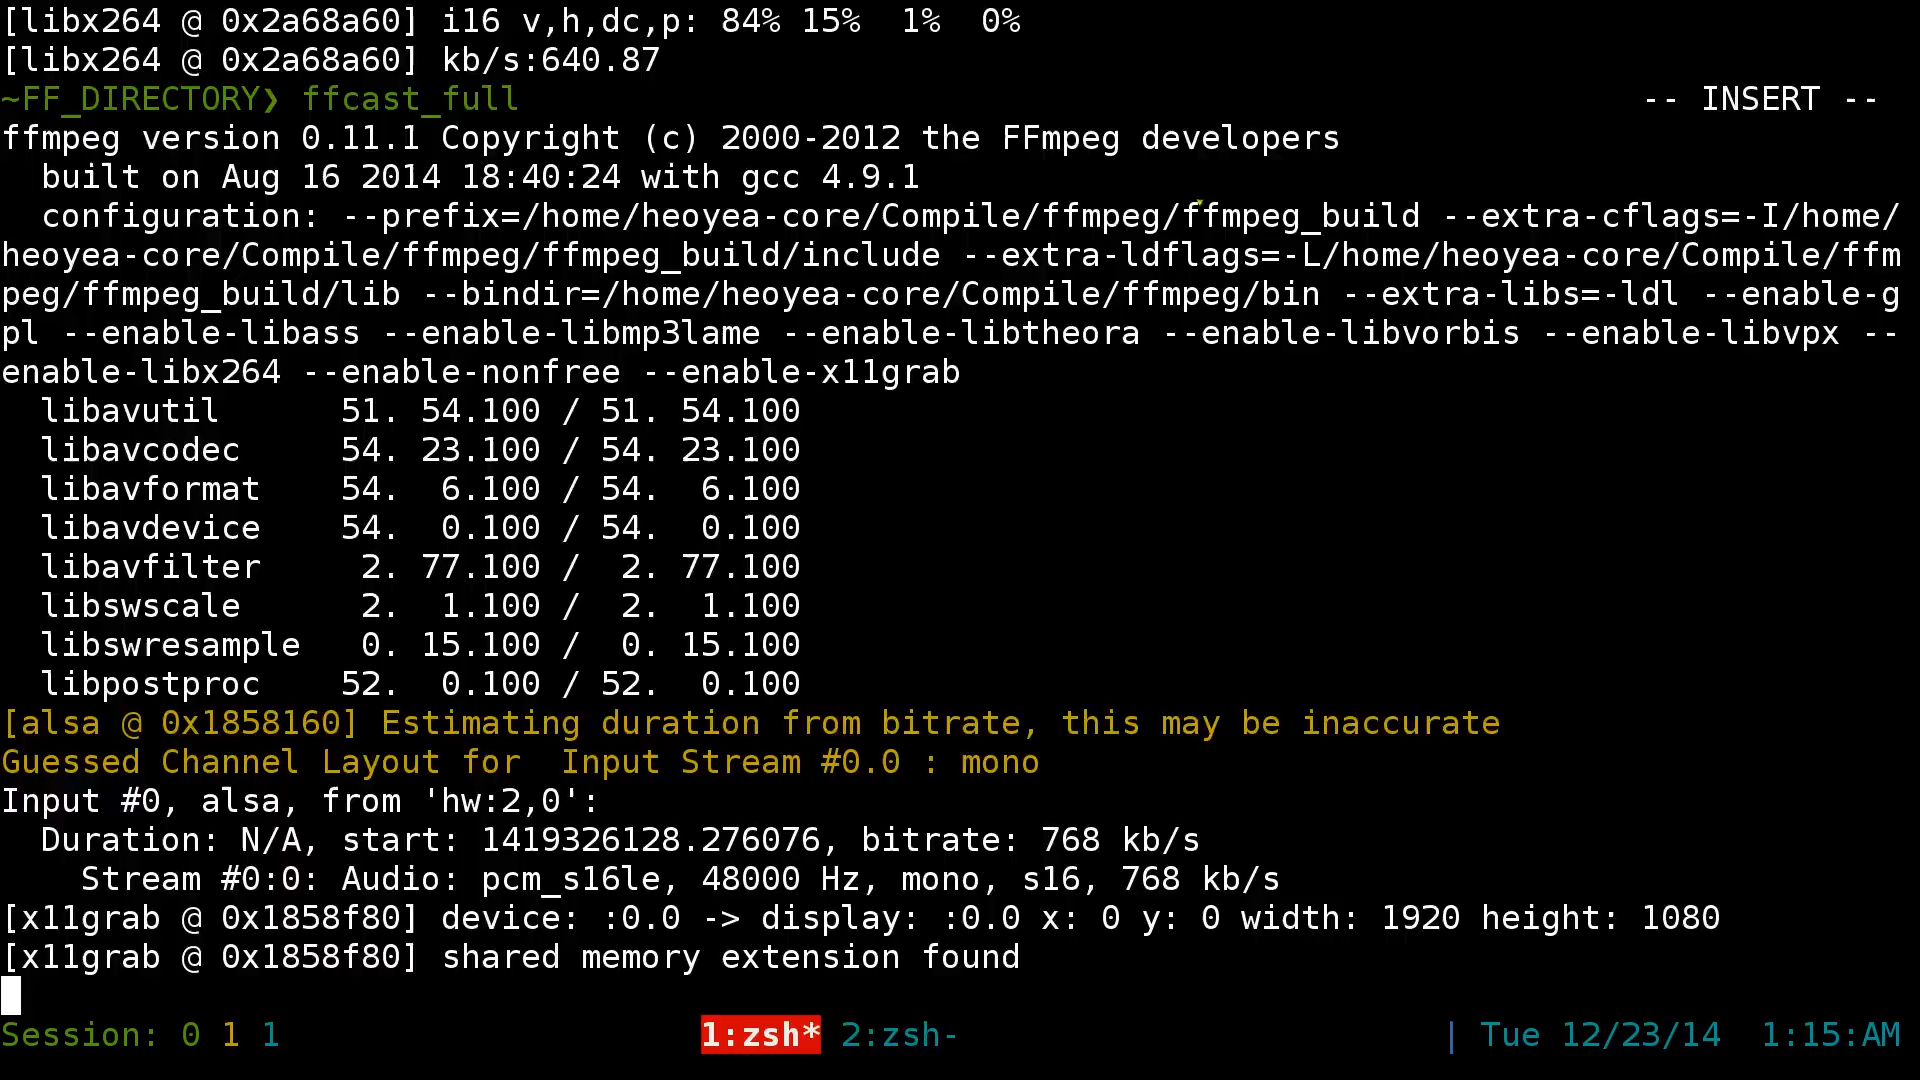 [libx264 @ 0x2a68a60] i16 v,h,dc,p: 84% 15%  1%  0%
[libx264 @ 0x2a68a60] kb/s:640.87
~FF_DIRECTORY❯ ffcast_full -- INSERT --
ffmpeg version 0.11.1 Copyright (c) 2000-2012 the FFmpeg developers
  built on Aug 16 2014 18:40:24 with gcc 4.9.1
  configuration: --prefix=/home/heoyea-core/Compile/ffmpeg/ffmpeg_build --extra-cflags=-I/home/
heoyea-core/Compile/ffmpeg/ffmpeg_build/include --extra-ldflags=-L/home/heoyea-core/Compile/ffm
peg/ffmpeg_build/lib --bindir=/home/heoyea-core/Compile/ffmpeg/bin --extra-libs=-ldl --enable-g
pl --enable-libass --enable-libmp3lame --enable-libtheora --enable-libvorbis --enable-libvpx --
enable-libx264 --enable-nonfree --enable-x11grab
  libavutil      51. 54.100 / 51. 54.100
  libavcodec     54. 23.100 / 54. 23.100
  libavformat    54.  6.100 / 54.  6.100
  libavdevice    54.  0.100 / 54.  0.100
  libavfilter     2. 77.100 /  2. 77.100
  libswscale      2.  1.100 /  2.  1.100
  libswresample   0. 15.100 /  0. 15.100
  libpostproc    52.  0.100 / 52.  0.100
[alsa @ 0x1858160] Estimating duration from bitrate, this may be inaccurate
Guessed Channel Layout for  Input Stream #0.0 : mono
Input #0, alsa, from 'hw:2,0':
  Duration: N/A, start: 1419326128.276076, bitrate: 768 kb/s
    Stream #0:0: Audio: pcm_s16le, 48000 Hz, mono, s16, 768 kb/s
[x11grab @ 0x1858f80] device: :0.0 -> display: :0.0 x: 0 y: 0 width: 1920 height: 1080
[x11grab @ 0x1858f80] shared memory extension found
Session: 0 1 1 1:zsh* 2:zsh- | Tue 12/23/14  1:15:AM